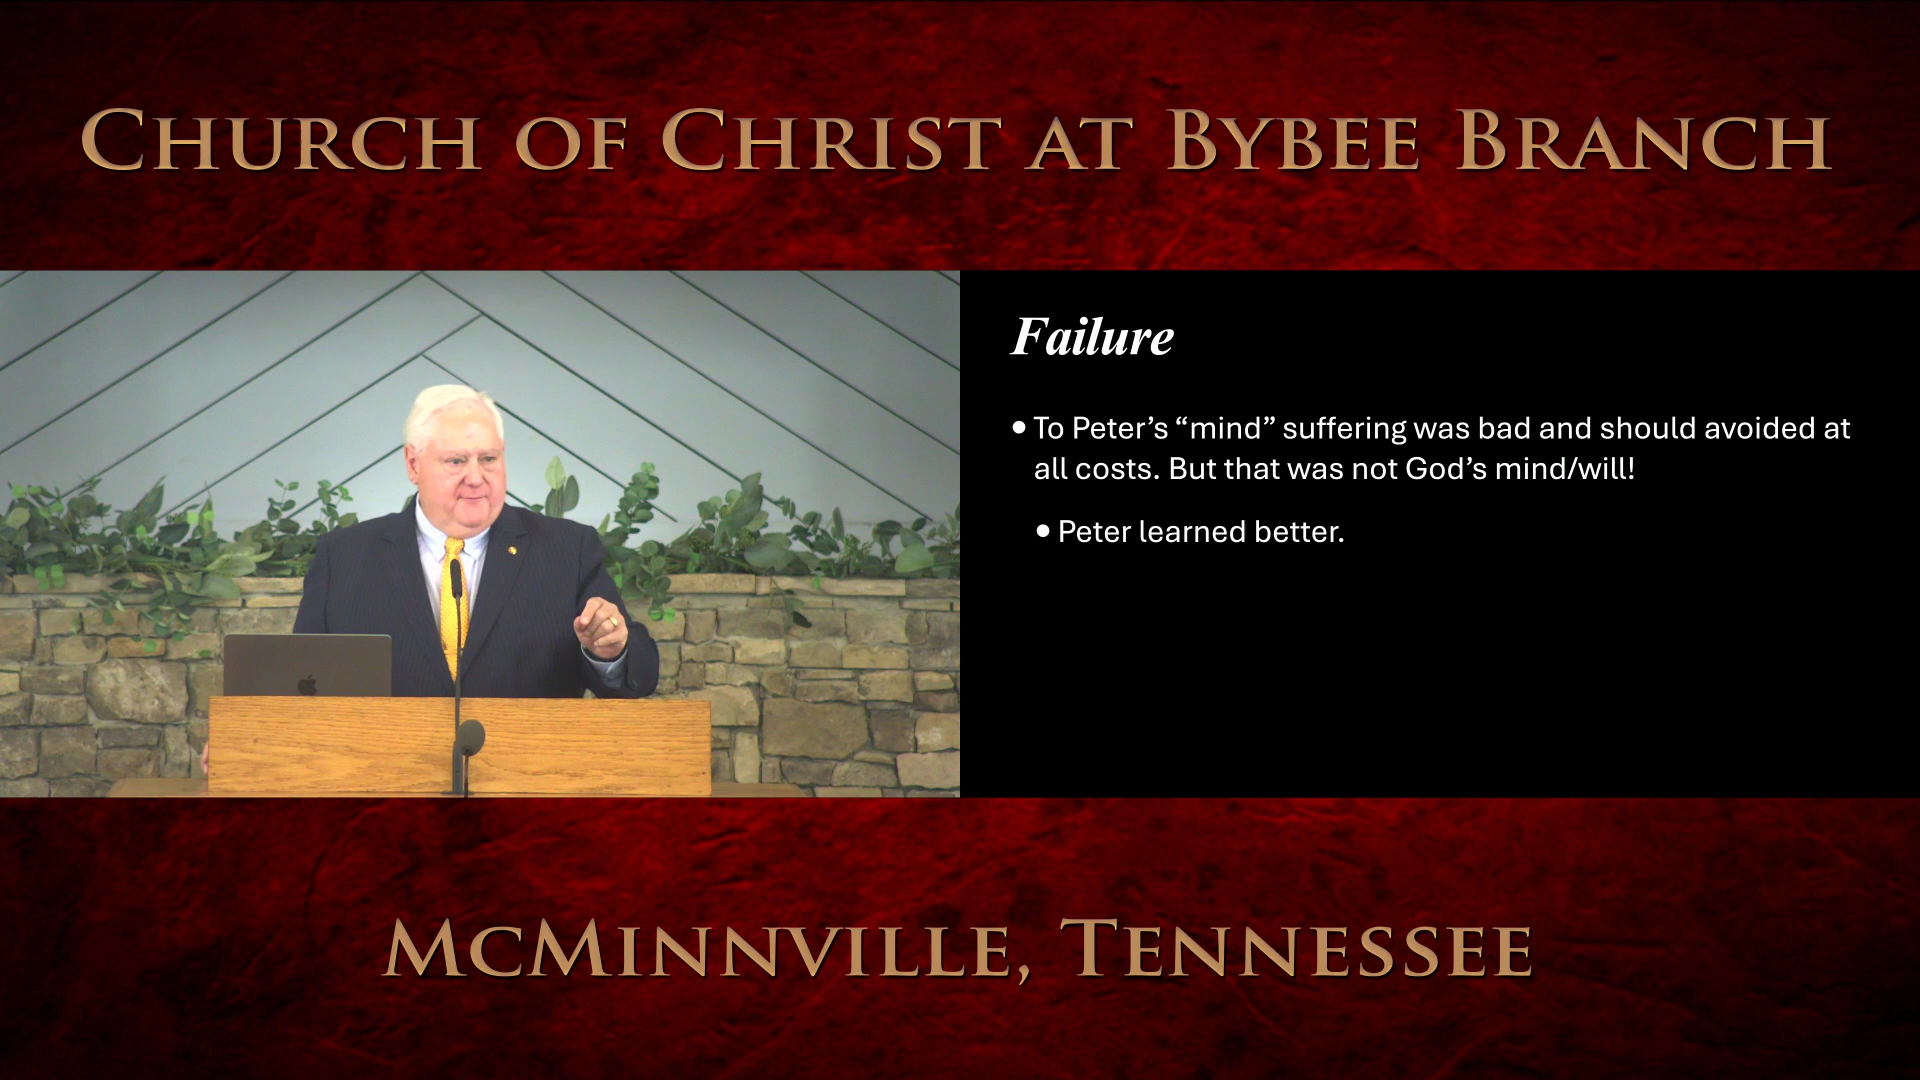 CHURCH OF CHRIST AT BYBEE BRANCH
Failure
• To Peter’s “mind” suffering was bad and should avoided at
all costs. But that was not God’s mind/will!
• Peter learned better.
MCMINNVILLE, TENNESSEE